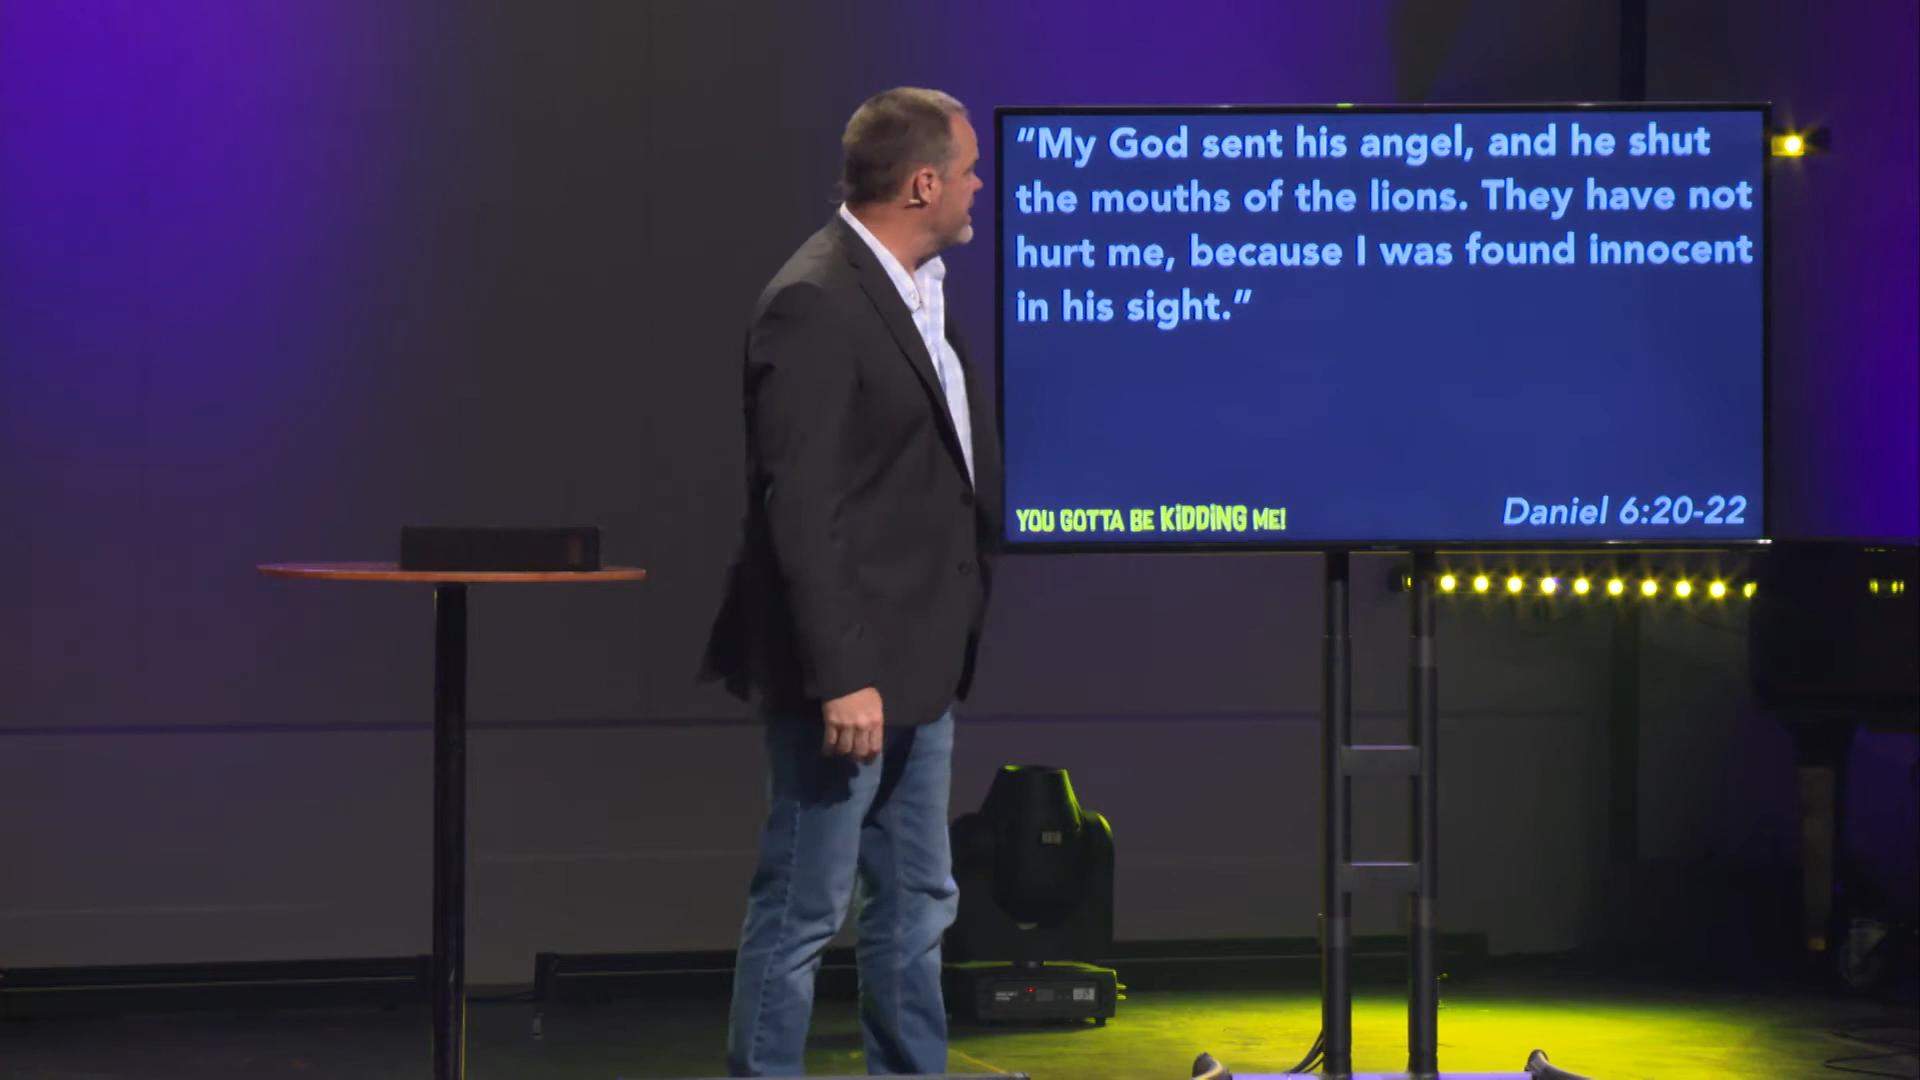 “My God sent his angel, and he shut
the mouths of the lions. They have not
hurt me, because I was found innocent
in his sight.”
YOU GOTTA BE KiDDiNG ME!
Daniel 6:20-22